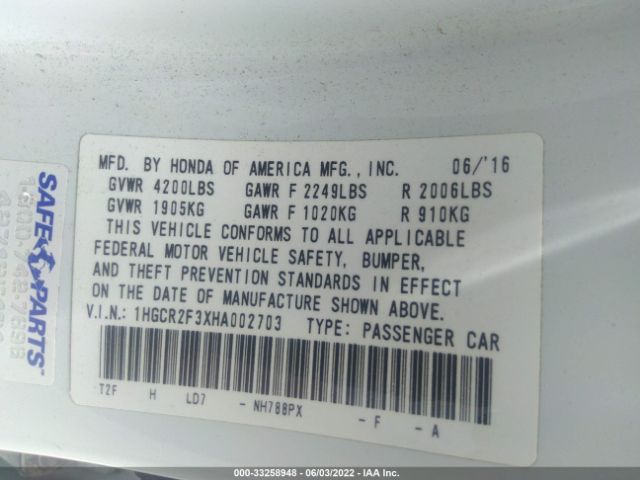 MFD. BY HONDA OF AMERICA MFG., INC. 06/'16
GVWR 4200LBS GAWR F 2249LBS R 2006LBS
GVWR 1905KG GAWR F 1020KG R 910KG
THIS VEHICLE CONFORMS TO ALL APPLICABLE
FEDERAL MOTOR VEHICLE SAFETY, BUMPER,
AND THEFT PREVENTION STANDARDS IN EFFECT
ON THE DATE OF MANUFACTURE SHOWN ABOVE.
V.I.N.: 1HGCR2F3XHA002703 TYPE: PASSENGER CAR
T2F H LD7 - NH788PX - F - A
SAFE PARTS
1-800-742-7898
000-33258948 - 06/03/2022 - IAA Inc.